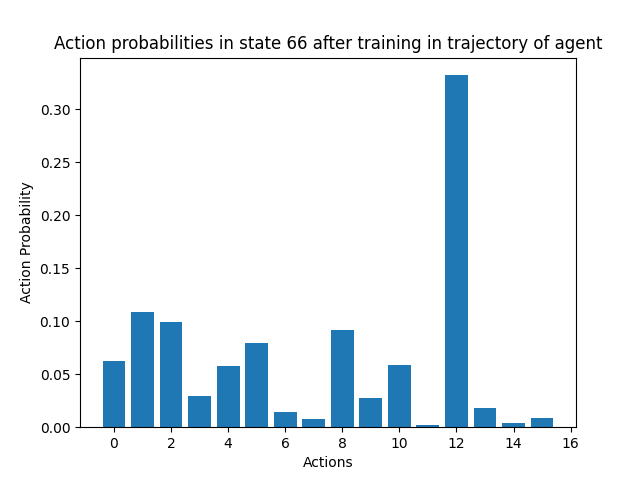 Action probabilities in state 66 after training in trajectory of agent
0.30
0.25
0.20
0.15
0.10
0.05
0.00
Action Probability
0 2 4 6 8 10 12 14 16
Actions